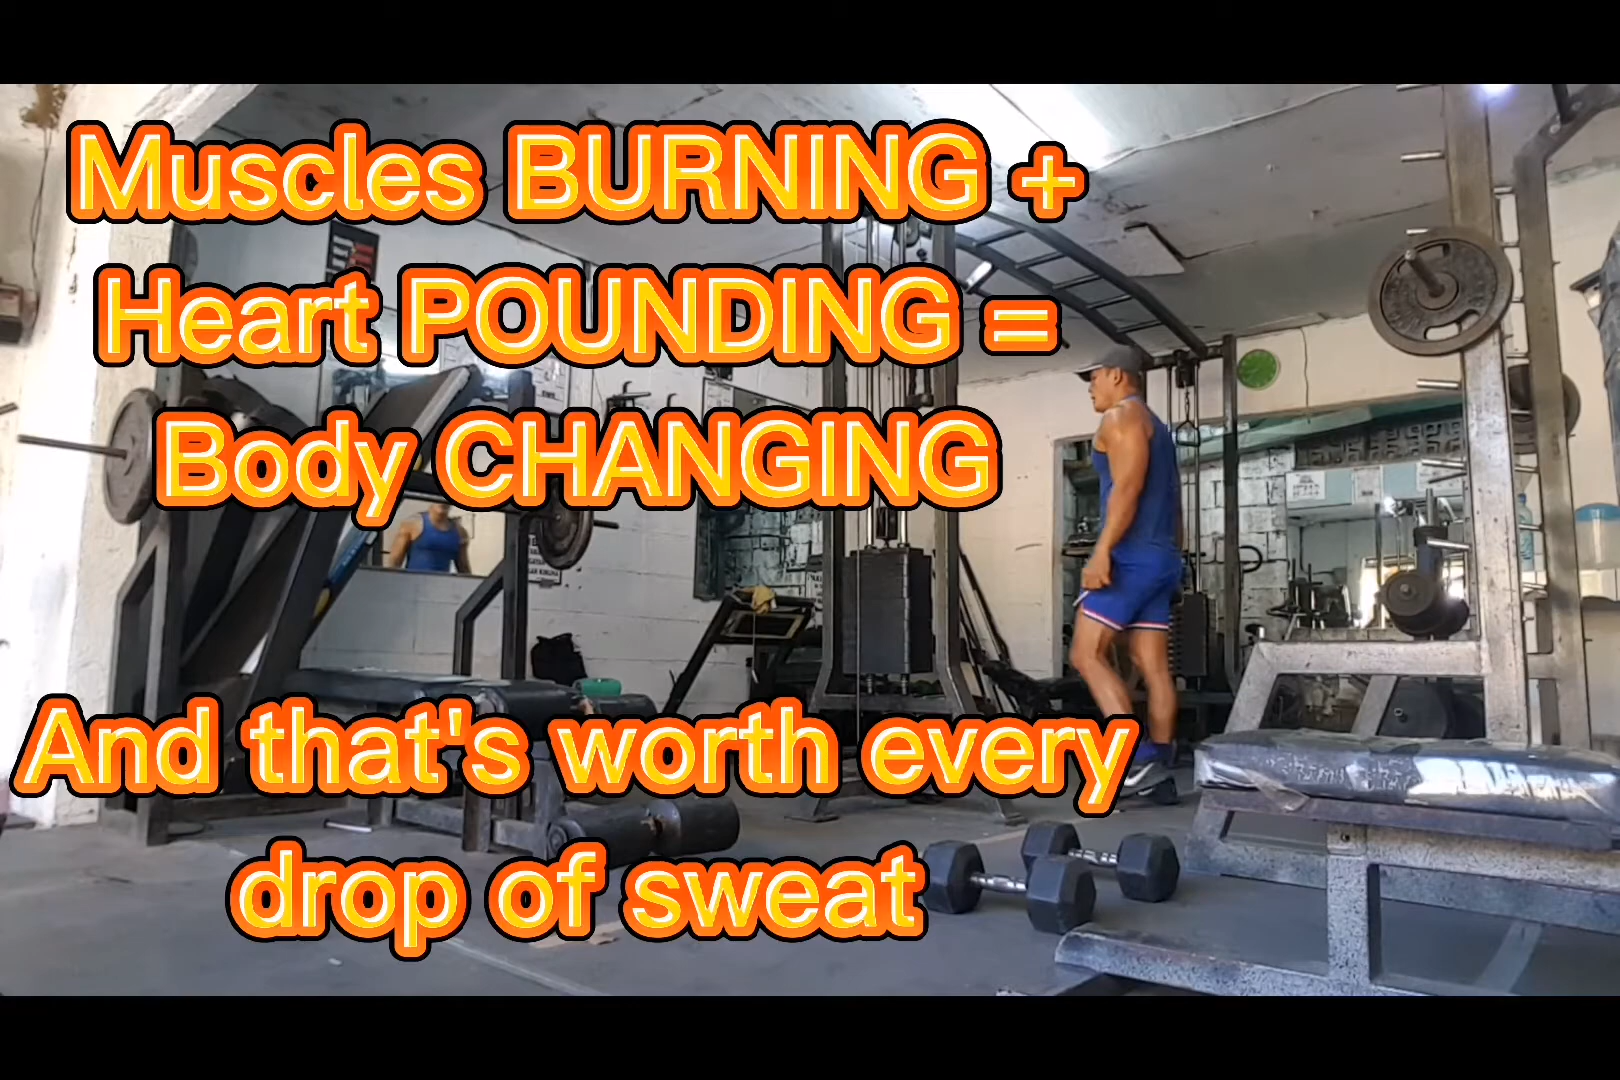 Muscles BURNING +
Heart POUNDING =
Body CHANGING
And that's worth every
drop of sweat